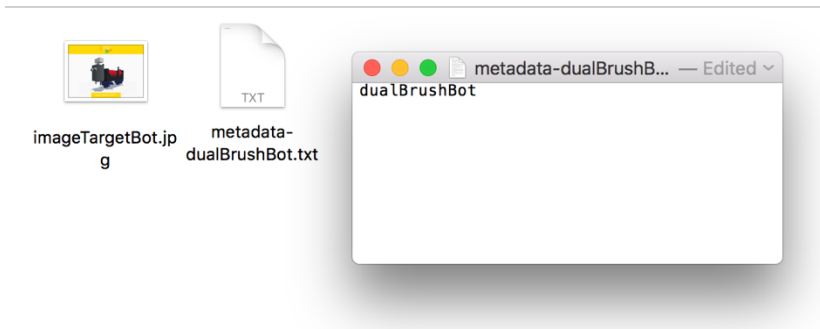 TXT
imageTargetBot.jp
g
metadata-
dualBrushBot.txt
metadata-dualBrushB... — Edited
dualBrushBot